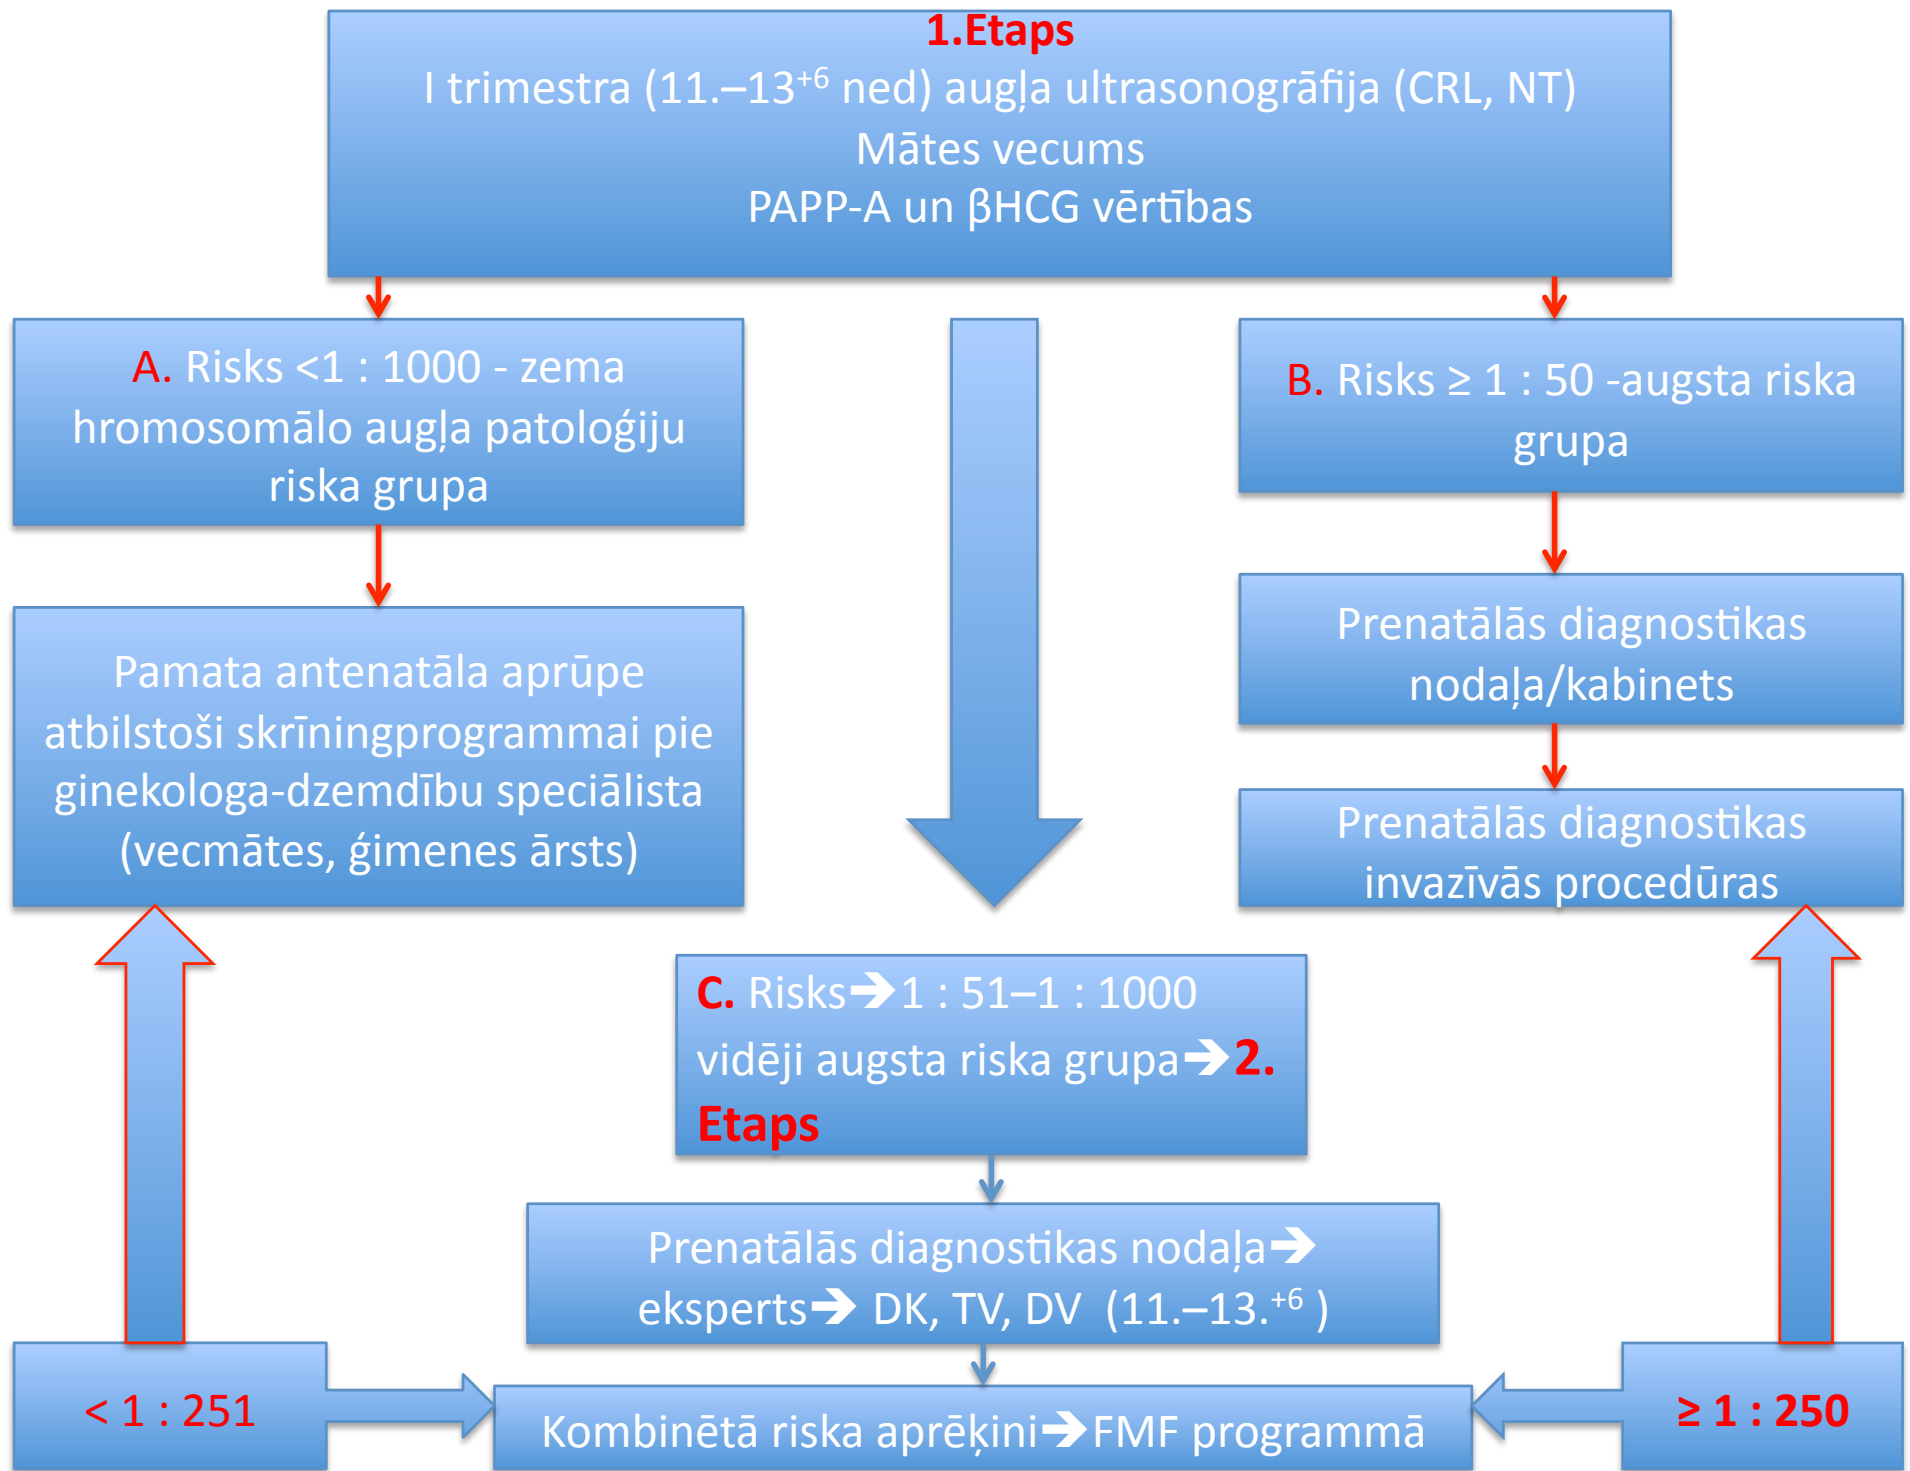 1.Etaps
I trimestra (11.–13⁺⁶ ned) augļa ultrasonogrāfija (CRL, NT)
Mātes vecums
PAPP-A un βHCG vērtības
A. Risks <1 : 1000 - zema
hromosomālo augļa patoloģiju
riska grupa
B. Risks ≥ 1 : 50 -augsta riska
grupa
Pamata antenatāla aprūpe
atbilstoši skrīningprogrammai pie
ginekologa-dzemdību speciālista
(vecmātes, ģimenes ārsts)
Prenatālās diagnostikas
nodaļa/kabinets
Prenatālās diagnostikas
invazīvās procedūras
C. Risks➔1 : 51–1 : 1000
vidēji augsta riska grupa➔2.
Etaps
Prenatālās diagnostikas nodaļa➔
eksperts➔ DK, TV, DV (11.–13.⁺⁶ )
< 1 : 251
Kombinētā riska aprēķini➔FMF programmā
≥ 1 : 250